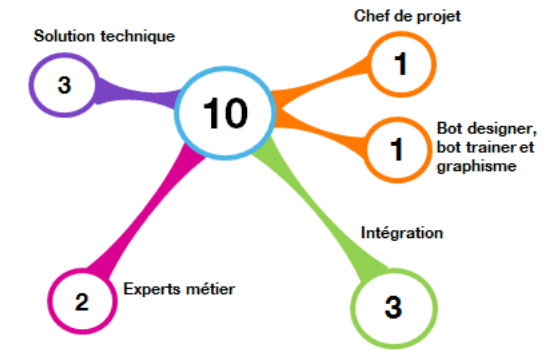 Chef de projet
1
Solution technique
3
10
Bot designer,
bot trainer et
graphisme
1
Intégration
3
Experts métier
2